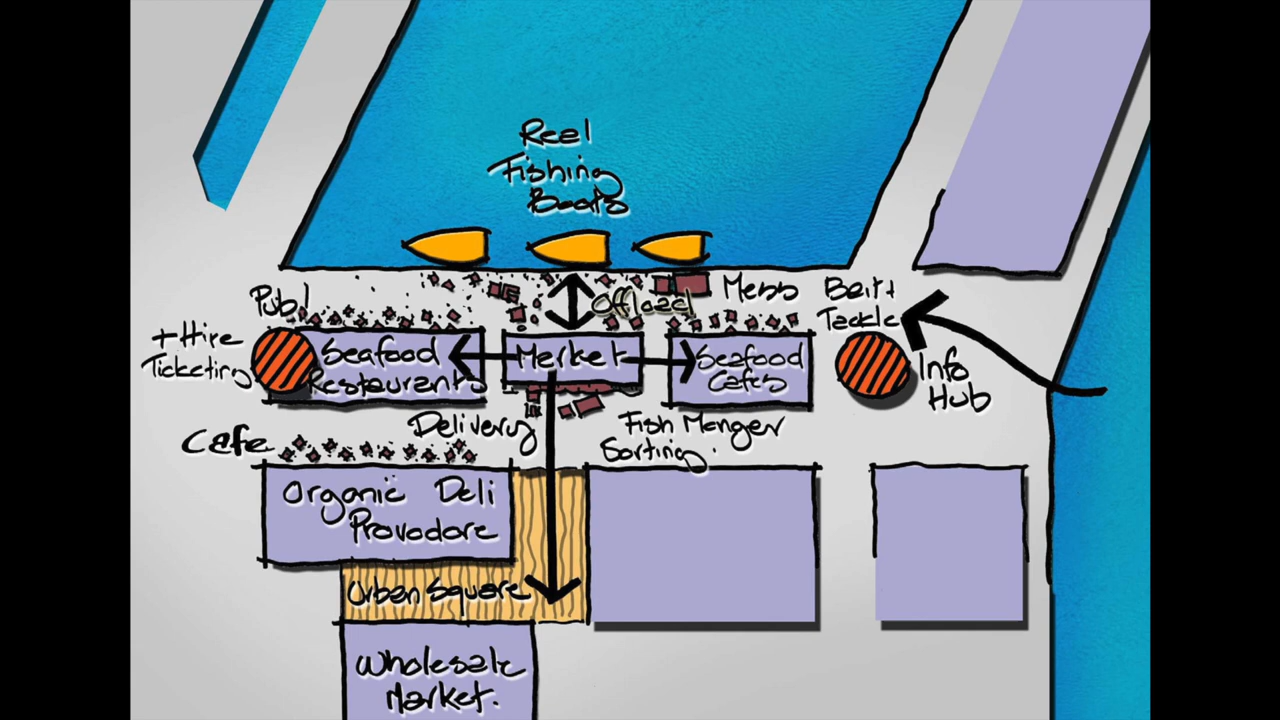 Reel
Fishing
Boats
Pub!
Offload
Mess
Bait +
Tackle
+ Hire
Ticketing
Seafood
Restaurants
Market
Seafood
Cafes
Info
Hub
Delivery
Fish Monger
Sorting.
Cafe
Organic Deli
Provodore
Urban Square
Wholesale
Market.